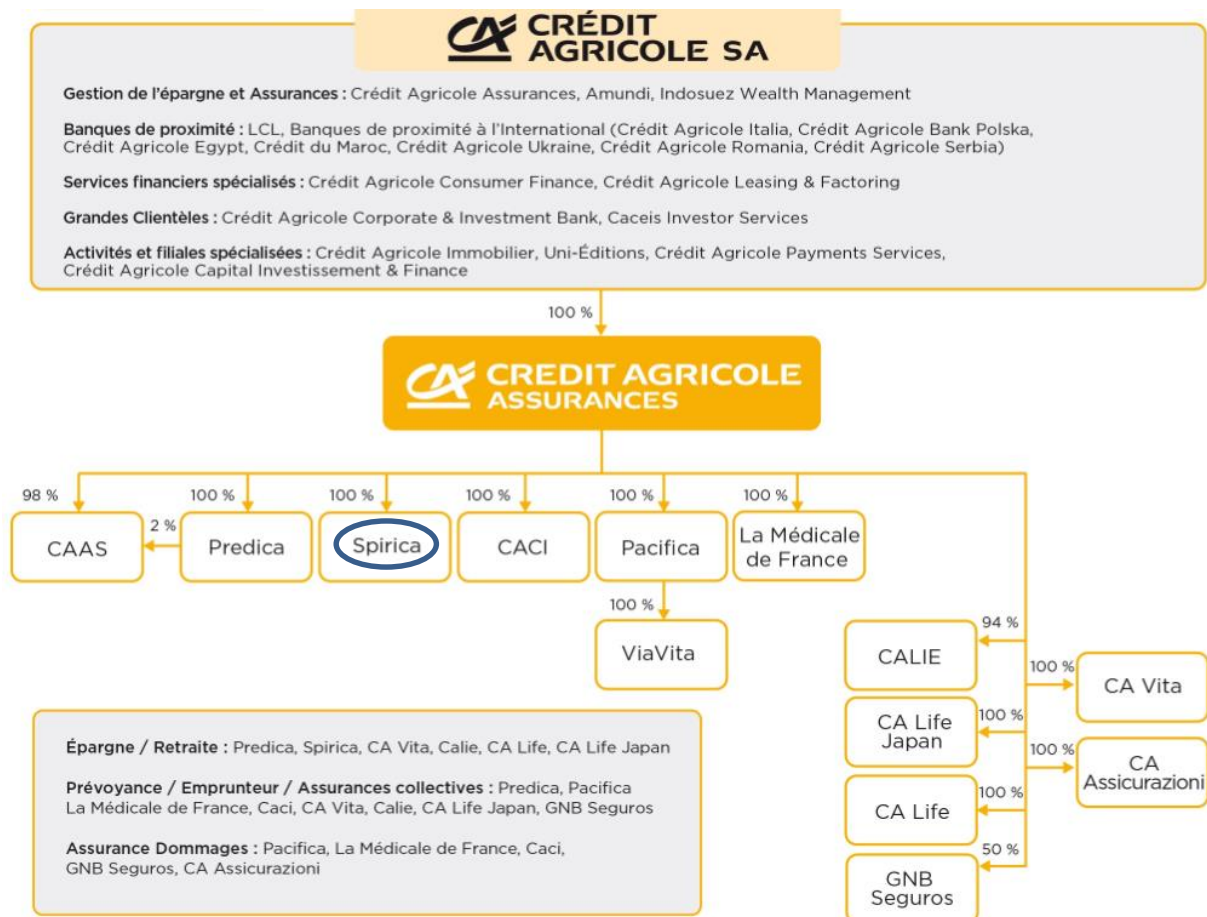 CRÉDIT
AGRICOLE SA
Gestion de l'épargne et Assurances : Crédit Agricole Assurances, Amundi, Indosuez Wealth Management
Banques de proximité : LCL, Banques de proximité à l'International (Crédit Agricole Italia, Crédit Agricole Bank Polska,
Crédit Agricole Egypt, Crédit du Maroc, Crédit Agricole Ukraine, Crédit Agricole Romania, Crédit Agricole Serbia)
Services financiers spécialisés : Crédit Agricole Consumer Finance, Crédit Agricole Leasing & Factoring
Grandes Clientèles : Crédit Agricole Corporate & Investment Bank, Caceis Investor Services
Activités et filiales spécialisées : Crédit Agricole Immobilier, Uni-Éditions, Crédit Agricole Payments Services,
Crédit Agricole Capital Investissement & Finance
100 %
CREDIT AGRICOLE
ASSURANCES
98 %
100 %
100 %
100 %
100 %
100 %
CAAS
2 %
Predica
Spirica
CACI
Pacifica
La Médicale
de France
100 %
ViaVita
94 %
CALIE
100 %
CA Vita
100 %
CA Life
Japan
100 %
CA
Assicurazioni
100 %
CA Life
50 %
GNB
Seguros
Épargne / Retraite : Predica, Spirica, CA Vita, Calie, CA Life, CA Life Japan
Prévoyance / Emprunteur / Assurances collectives : Predica, Pacifica
La Médicale de France, Caci, CA Vita, Calie, CA Life Japan, GNB Seguros
Assurance Dommages : Pacifica, La Médicale de France, Caci,
GNB Seguros, CA Assicurazioni